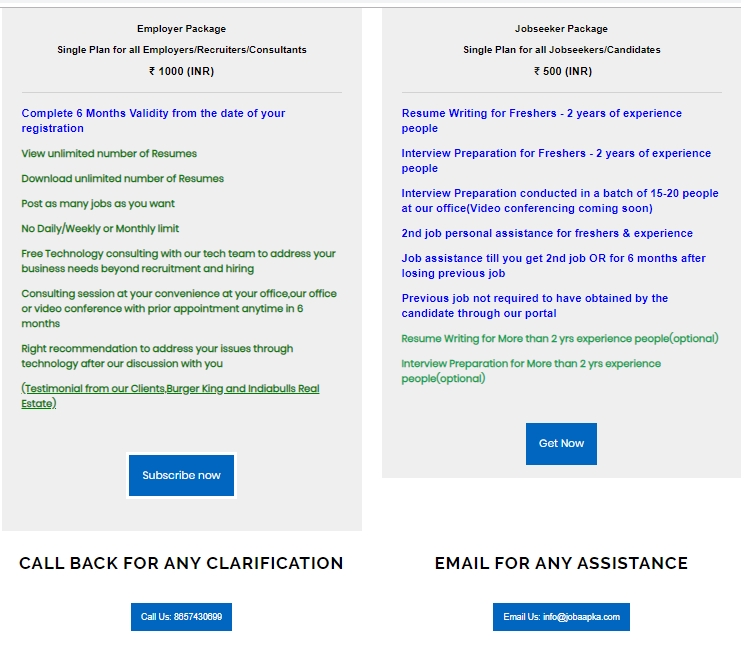 Employer Package
Single Plan for all Employers/Recruiters/Consultants
₹ 1000 (INR)
Complete 6 Months Validity from the date of your
registration
View unlimited number of Resumes
Download unlimited number of Resumes
Post as many jobs as you want
No Daily/Weekly or Monthly limit
Free Technology consulting with our tech team to address your
business needs beyond recruitment and hiring
Consulting session at your convenience at your office,our office
or video conference with prior appointment anytime in 6
months
Right recommendation to address your issues through
technology after our discussion with you
(Testimonial from our Clients,Burger King and Indiabulls Real
Estate)
Subscribe now
Jobseeker Package
Single Plan for all Jobseekers/Candidates
₹ 500 (INR)
Resume Writing for Freshers - 2 years of experience
people
Interview Preparation for Freshers - 2 years of experience
people
Interview Preparation conducted in a batch of 15-20 people
at our office(Video conferencing coming soon)
2nd job personal assistance for freshers & experience
Job assistance till you get 2nd job OR for 6 months after
losing previous job
Previous job not required to have obtained by the
candidate through our portal
Resume Writing for More than 2 yrs experience people(optional)
Interview Preparation for More than 2 yrs experience
people(optional)
Get Now
CALL BACK FOR ANY CLARIFICATION
Call Us: 8657430699
EMAIL FOR ANY ASSISTANCE
Email Us: info@jobaapka.com